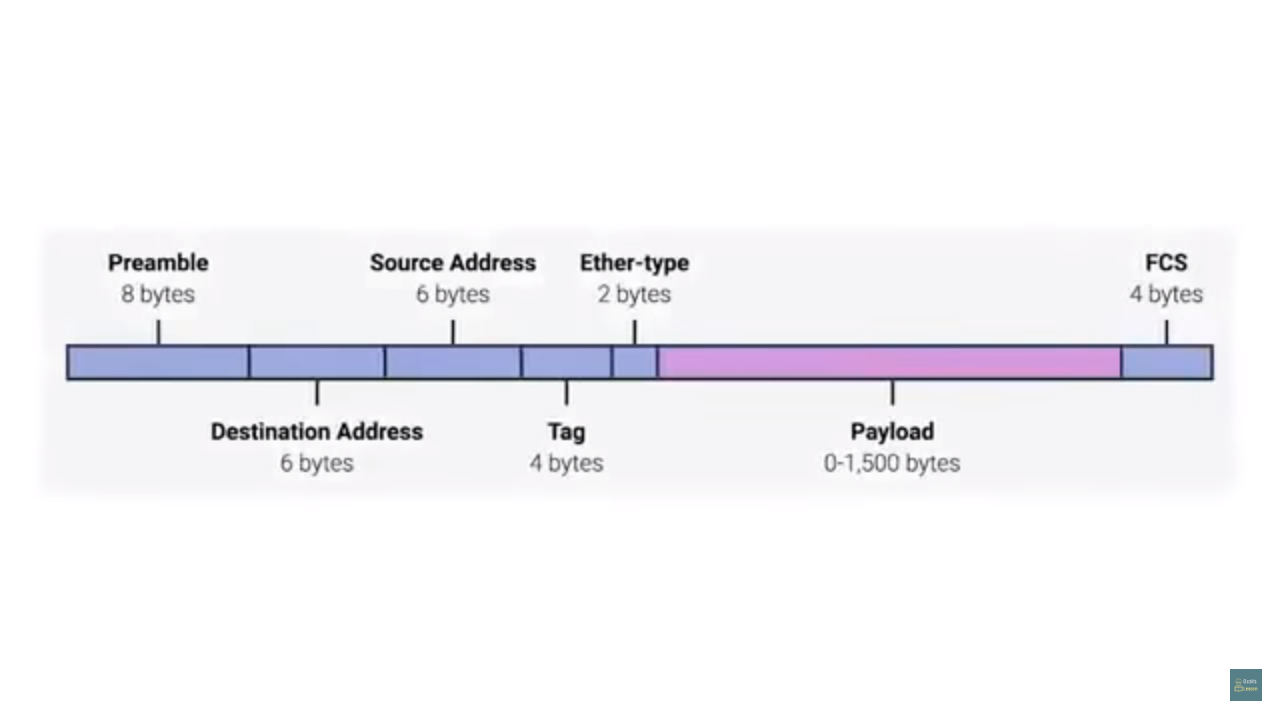 Preamble
8 bytes
Source Address
6 bytes
Ether-type
2 bytes
FCS
4 bytes
Destination Address
6 bytes
Tag
4 bytes
Payload
0-1,500 bytes